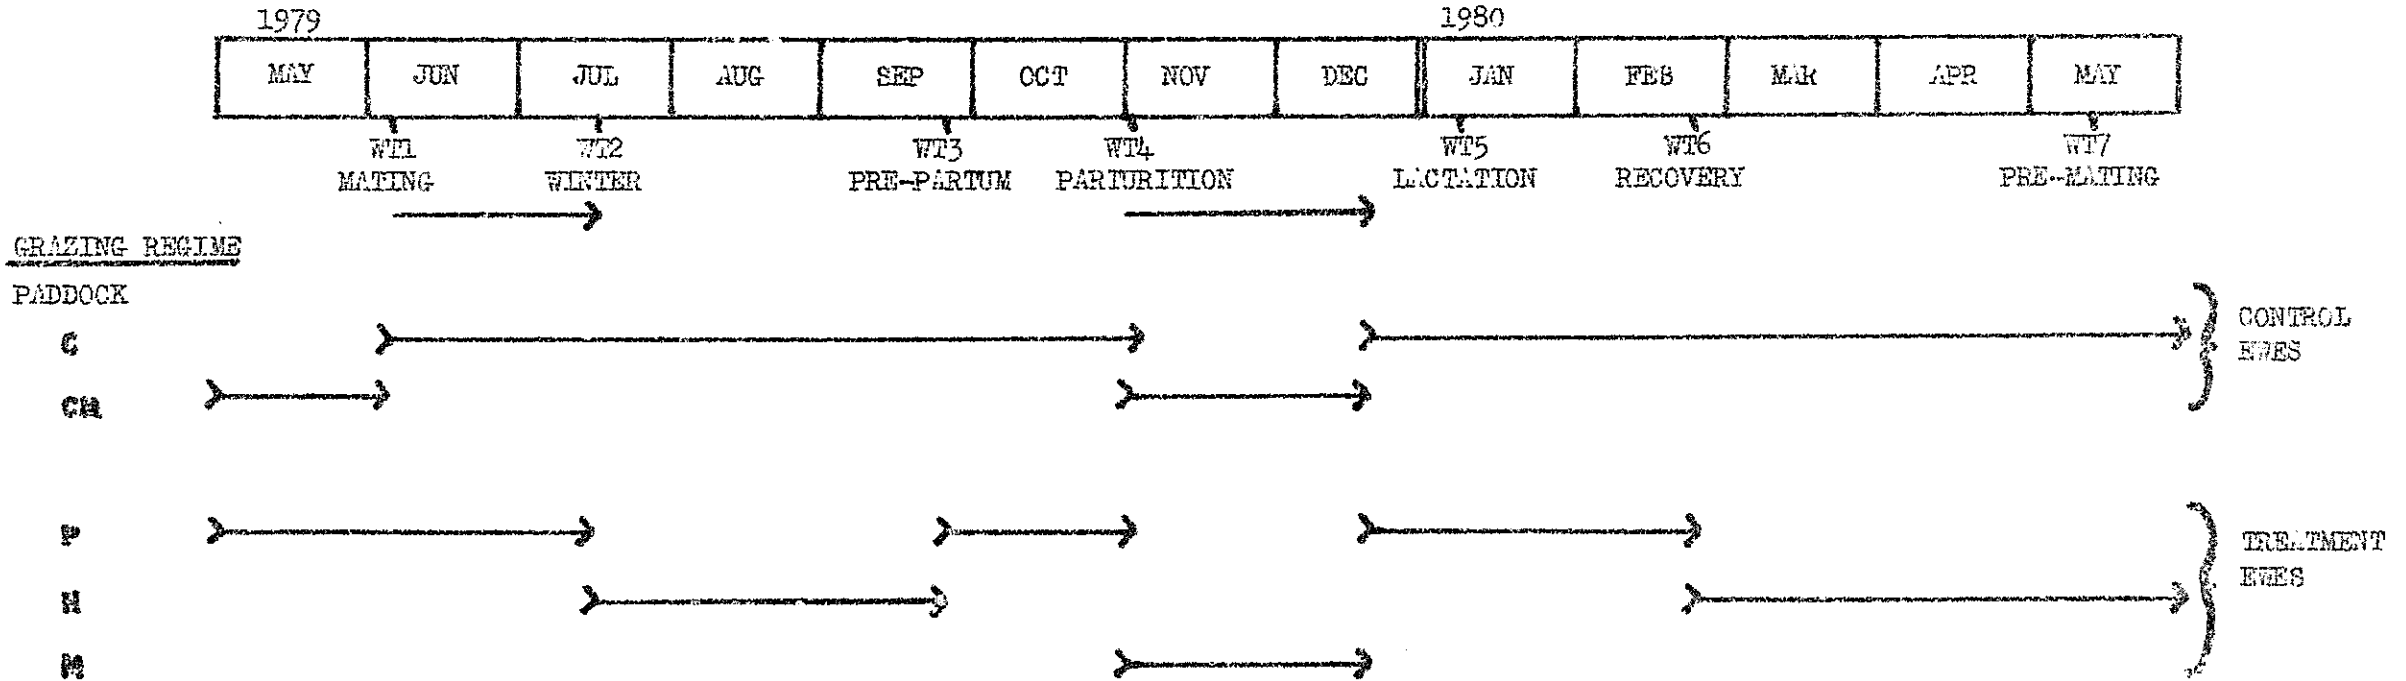 1979 1980
MAY JUN JUL AUG SEP OCT NOV DEC JAN FEB MAR APR MAY
WT1 WT2 WT3 WT4 WT5 WT6 WT7
MATING WINTER PRE-PARTUM PARTURITION LACTATION RECOVERY PRE-MATING
GRAZING REGIME
PADDOCK
C
CM
CONTROL
EWES
P
H
M
TREATMENT
EWES